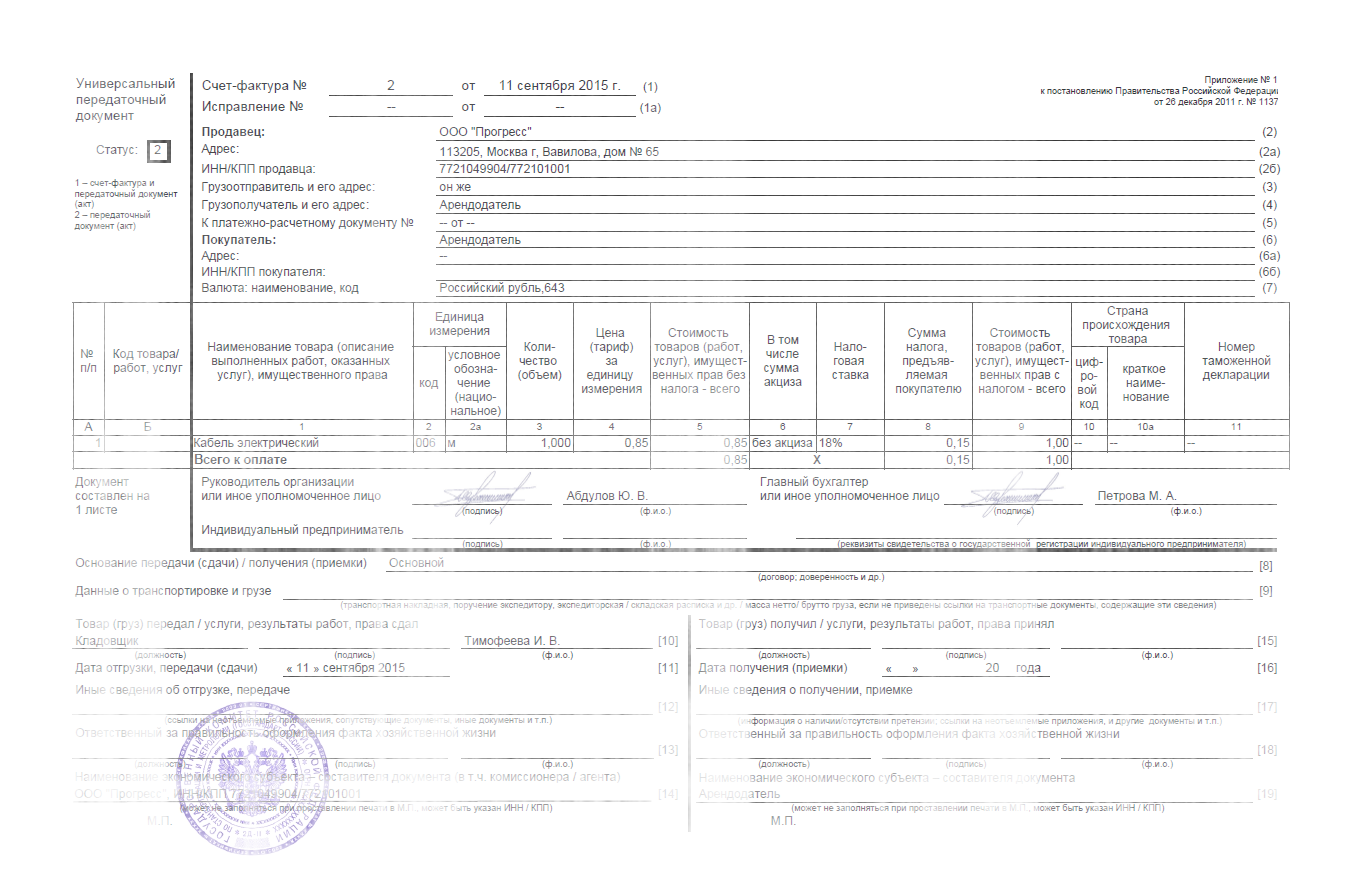 Универсальный
передаточный
документ
Статус: 2
1 – счет-фактура и
передаточный документ
(акт)
2 – передаточный
документ (акт)
Счет-фактура № 2 от 11 сентября 2015 г. (1)
Исправление № -- от -- (1а)
Приложение № 1
к постановлению Правительства Российской Федерации
от 26 декабря 2011 г. № 1137
Продавец: ООО "Прогресс" (2)
Адрес: 113205, Москва г, Вавилова, дом № 65 (2а)
ИНН/КПП продавца: 7721049904/772101001 (2б)
Грузоотправитель и его адрес: он же (3)
Грузополучатель и его адрес: Арендодатель (4)
К платежно-расчетному документу № -- от -- (5)
Покупатель: Арендодатель (6)
Адрес: -- (6а)
ИНН/КПП покупателя: (6б)
Валюта: наименование, код Российский рубль,643 (7)
№
п/п
Код товара/
работ, услуг
Наименование товара (описание
выполненных работ, оказанных
услуг), имущественного права
Единица
измерения
код
условное
обозна-
чение
(нацио-
нальное)
Коли-
чество
(объем)
Цена
(тариф)
за
единицу
измерения
Стоимость
товаров (работ,
услуг), имущест-
венных прав без
налога - всего
В том
числе
сумма
акциза
Нало-
говая
ставка
Сумма
налога,
предъяв-
ляемая
покупателю
Стоимость
товаров (работ,
услуг), имущест-
венных прав с
налогом - всего
Страна
происхождения
товара
циф-
ро-
вой
код
краткое
наиме-
нование
Номер
таможенной
декларации
А Б 1 2 2а 3 4 5 6 7 8 9 10 10а 11
1 Кабель электрический 006 м 1,000 0,85 0,85 без акциза 18% 0,15 1,00 -- -- --
Всего к оплате 0,85 Х 0,15 1,00
Документ
составлен на
1 листе
Руководитель организации
или иное уполномоченное лицо Абдулов Ю. В.
(подпись) (ф.и.о.)
Главный бухгалтер
или иное уполномоченное лицо Петрова М. А.
(подпись) (ф.и.о.)
Индивидуальный предприниматель
(подпись) (ф.и.о.) (реквизиты свидетельства о государственной регистрации индивидуального предпринимателя)
Основание передачи (сдачи) / получения (приемки) Основной [8]
(договор; доверенность и др.)
Данные о транспортировке и грузе [9]
(транспортная накладная, поручение экспедитору, экспедиторская / складская расписка и др. / масса нетто/ брутто груза, если не приведены ссылки на транспортные документы, содержащие эти сведения)
Товар (груз) передал / услуги, результаты работ, права сдал
Кладовщик Тимофеева И. В. [10]
(должность) (подпись) (ф.и.о.)
Дата отгрузки, передачи (сдачи) « 11 » сентября 2015 [11]
Иные сведения об отгрузке, передаче
[12]
(ссылки на неотъемлемые приложения, сопутствующие документы, иные документы и т.п.)
Ответственный за правильность оформления факта хозяйственной жизни
[13]
(должность) (подпись) (ф.и.о.)
Наименование экономического субъекта – составителя документа (в т.ч. комиссионера / агента)
ООО "Прогресс", ИНН/КПП 7721049904/772101001 [14]
(может не заполняться при проставлении печати в М.П., может быть указан ИНН / КПП)
М.П.
Товар (груз) получил / услуги, результаты работ, права принял
[15]
(должность) (подпись) (ф.и.о.)
Дата получения (приемки) « » 20 года [16]
Иные сведения о получении, приемке
[17]
(информация о наличии/отсутствии претензии; ссылки на неотъемлемые приложения, и другие документы и т.п.)
Ответственный за правильность оформления факта хозяйственной жизни
[18]
(должность) (подпись) (ф.и.о.)
Наименование экономического субъекта – составителя документа
Арендодатель [19]
(может не заполняться при проставлении печати в М.П., может быть указан ИНН / КПП)
М.П.